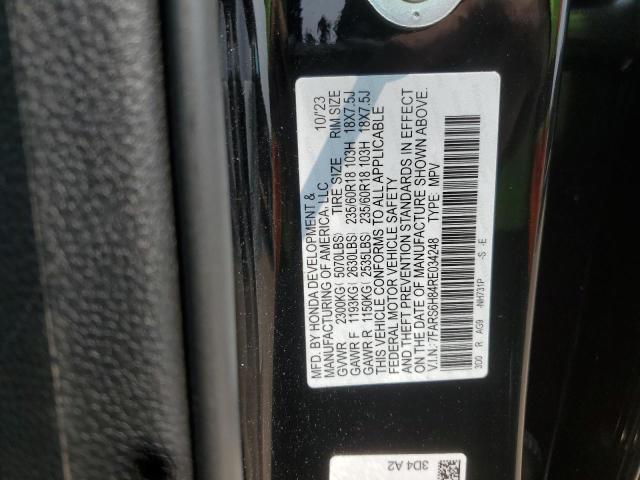 MFD. BY HONDA DEVELOPMENT & 10/'23
MANUFACTURING OF AMERICA, LLC
GVWR 2300KG( 5070LBS) TIRE SIZE RIM SIZE
GAWR F 1193KG( 2630LBS) 235/60R18 103H 18X7.5J
GAWR R 1150KG( 2535LBS) 235/60R18 103H 18X7.5J
THIS VEHICLE CONFORMS TO ALL APPLICABLE
FEDERAL MOTOR VEHICLE SAFETY
AND THEFT PREVENTION STANDARDS IN EFFECT
ON THE DATE OF MANUFACTURE SHOWN ABOVE.
V.I.N.: 7FARS6H84RE034248 TYPE MPV
3D0 R AG9 -NH731P -S -E
3D4 A2